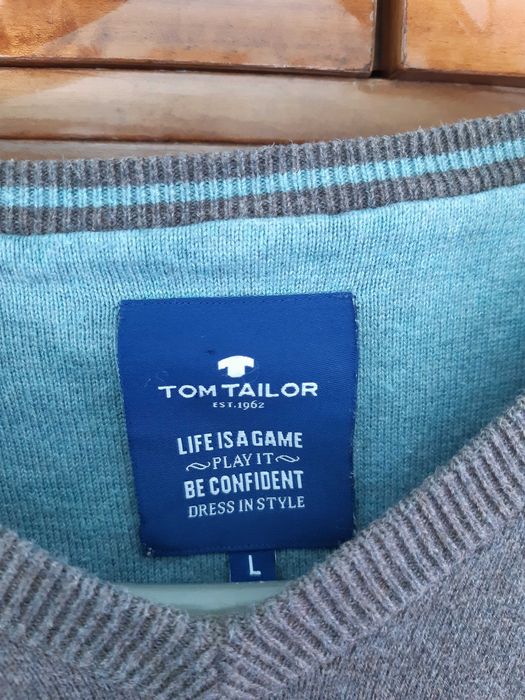 TOM TAILOR
EST.1962
LIFE IS A GAME
PLAY IT
BE CONFIDENT
DRESS IN STYLE
L